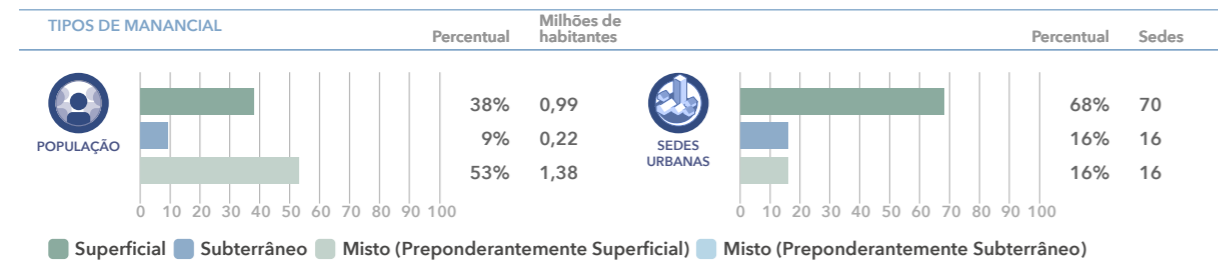 TIPOS DE MANANCIAL
Percentual Milhões de habitantes
Percentual Sedes
POPULAÇÃO
38% 0,99
9% 0,22
53% 1,38
0 10 20 30 40 50 60 70 80 90 100
SEDES
URBANAS
68% 70
16% 16
16% 16
0 10 20 30 40 50 60 70 80 90 100
Superficial Subterrâneo Misto (Preponderantemente Superficial) Misto (Preponderantemente Subterrâneo)